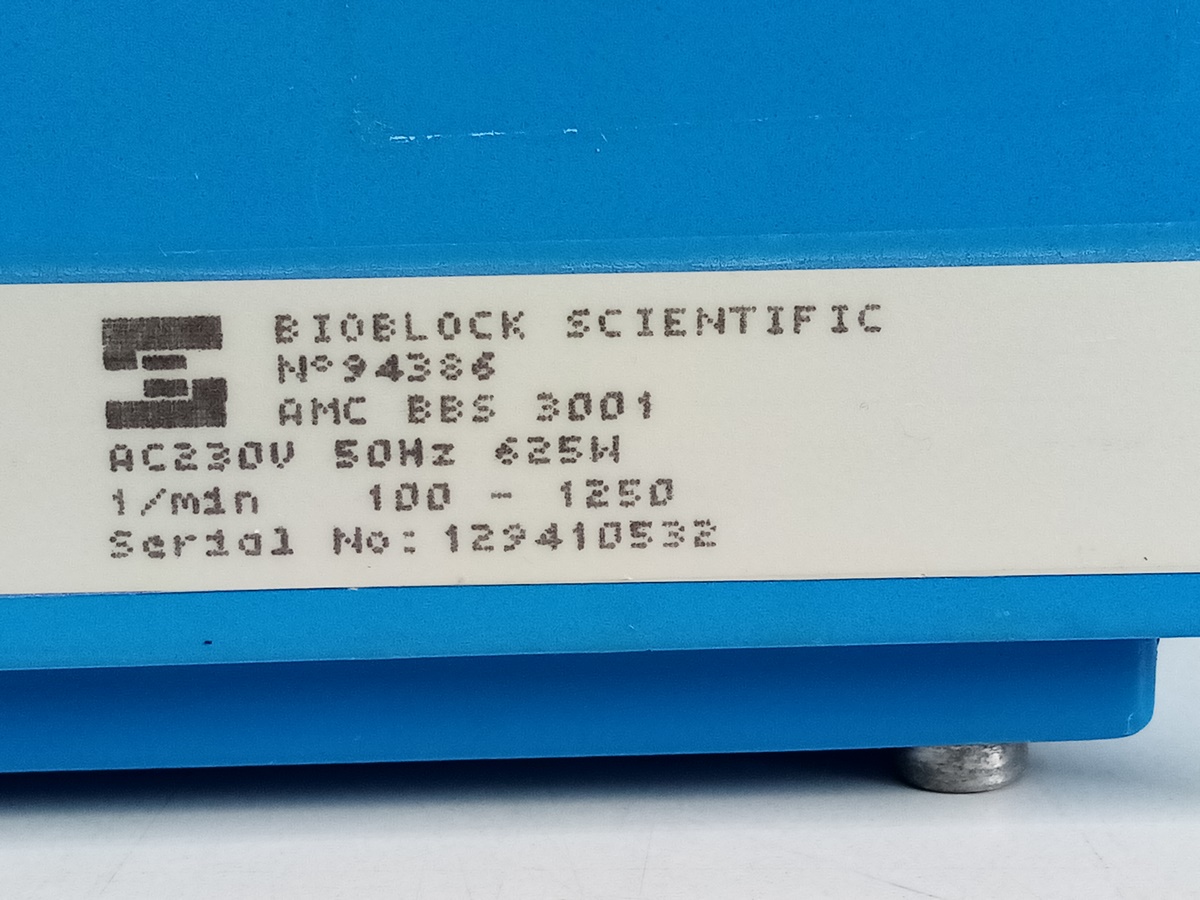 BIOBLOCK SCIENTIFIC
N°94386
AMC BBS 3001
AC230V 50Hz 625W
1/min 100 - 1250
Serial No: 129410532